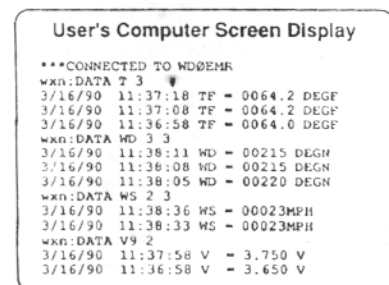 User's Computer Screen Display
***CONNECTED TO WDØEMR
wxn:DATA T 3
3/16/90 11:37:18 TF = 0064.2 DEGF
3/16/90 11:37:08 TF = 0064.2 DEGF
3/16/90 11:36:58 TF = 0064.0 DEGF
wxn:DATA WD 3 3
3/16/90 11:38:11 WD = 00215 DEGN
3/16/90 11:38:08 WD = 00215 DEGN
3/16/90 11:38:05 WD = 00220 DEGN
wxn:DATA WS 2 3
3/16/90 11:38:36 WS = 00023MPH
3/16/90 11:38:33 WS = 00023MPH
wxn:DATA V9 2
3/16/90 11:37:58 V = 3.750 V
3/16/90 11:36:58 V = 3.650 V